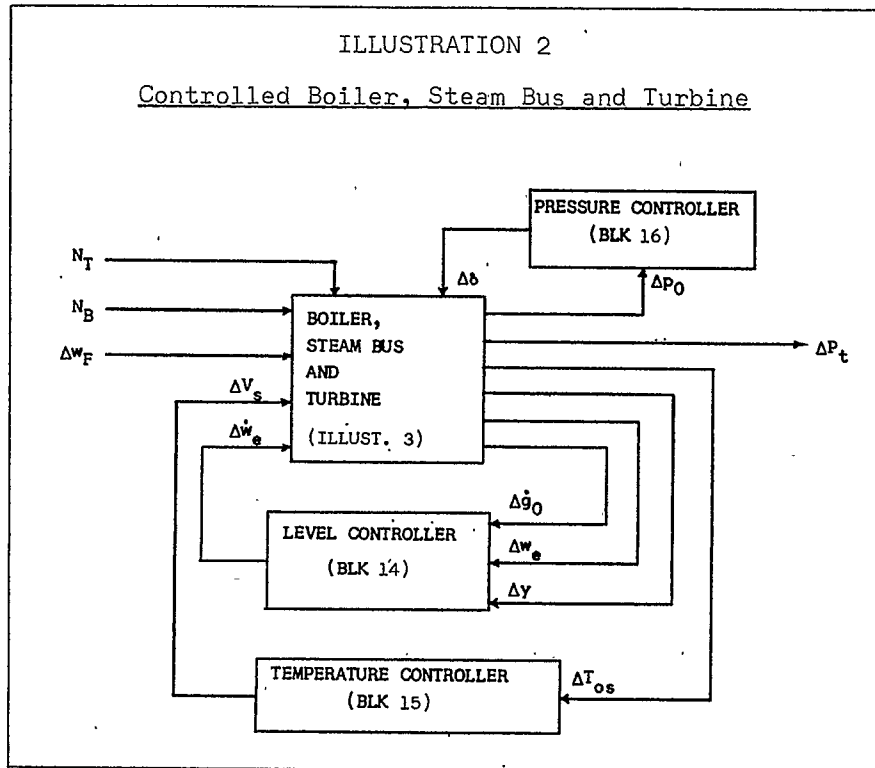 ILLUSTRATION 2
Controlled Boiler, Steam Bus and Turbine
PRESSURE CONTROLLER
(BLK 16)
N_T
Δδ
Δp_0
N_B
BOILER,
STEAM BUS
AND
TURBINE
(ILLUST. 3)
Δw_F
ΔP_t
ΔV_s
Δẇ_e
Δġ_0
LEVEL CONTROLLER
(BLK 14)
Δw_e
Δy
TEMPERATURE CONTROLLER
(BLK 15)
ΔT_os